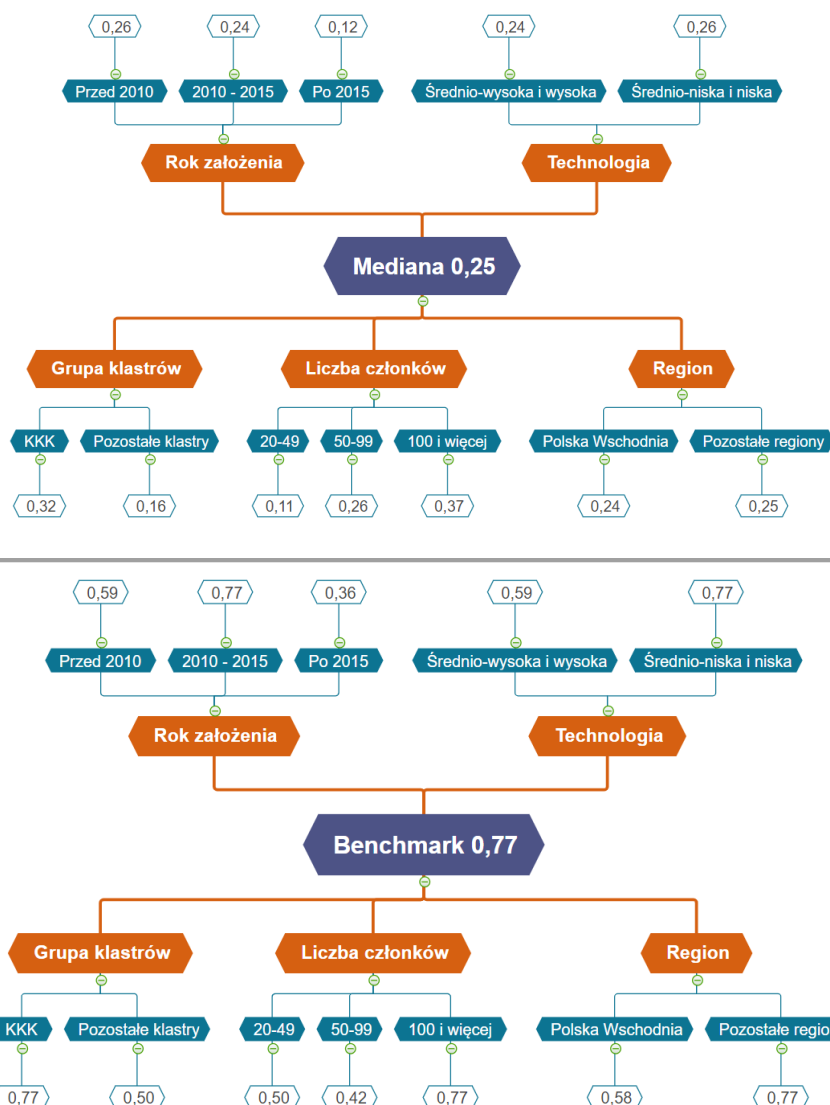 0,26 0,24 0,12 0,24 0,26
Przed 2010 2010 - 2015 Po 2015 Średnio-wysoka i wysoka Średnio-niska i niska
Rok założenia Technologia
Mediana 0,25
Grupa klastrów Liczba członków Region
KKK Pozostałe klastry 20-49 50-99 100 i więcej Polska Wschodnia Pozostałe regiony
0,32 0,16 0,11 0,26 0,37 0,24 0,25
0,59 0,77 0,36 0,59 0,77
Przed 2010 2010 - 2015 Po 2015 Średnio-wysoka i wysoka Średnio-niska i niska
Rok założenia Technologia
Benchmark 0,77
Grupa klastrów Liczba członków Region
KKK Pozostałe klastry 20-49 50-99 100 i więcej Polska Wschodnia Pozostałe regio
0,77 0,50 0,50 0,42 0,77 0,58 0,77